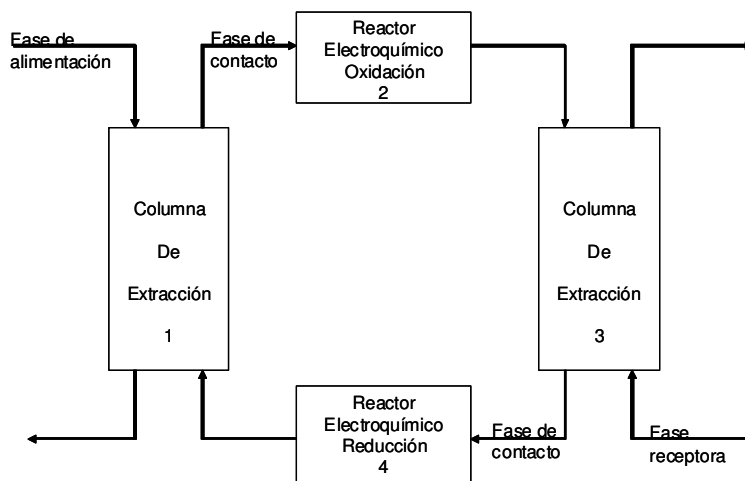 Fase de
alimentación
Fase de
contacto
Reactor
Electroquímico
Oxidación
2
Columna
De
Extracción
1
Columna
De
Extracción
3
Reactor
Electroquímico
Reducción
4
Fase de
contacto
Fase
receptora